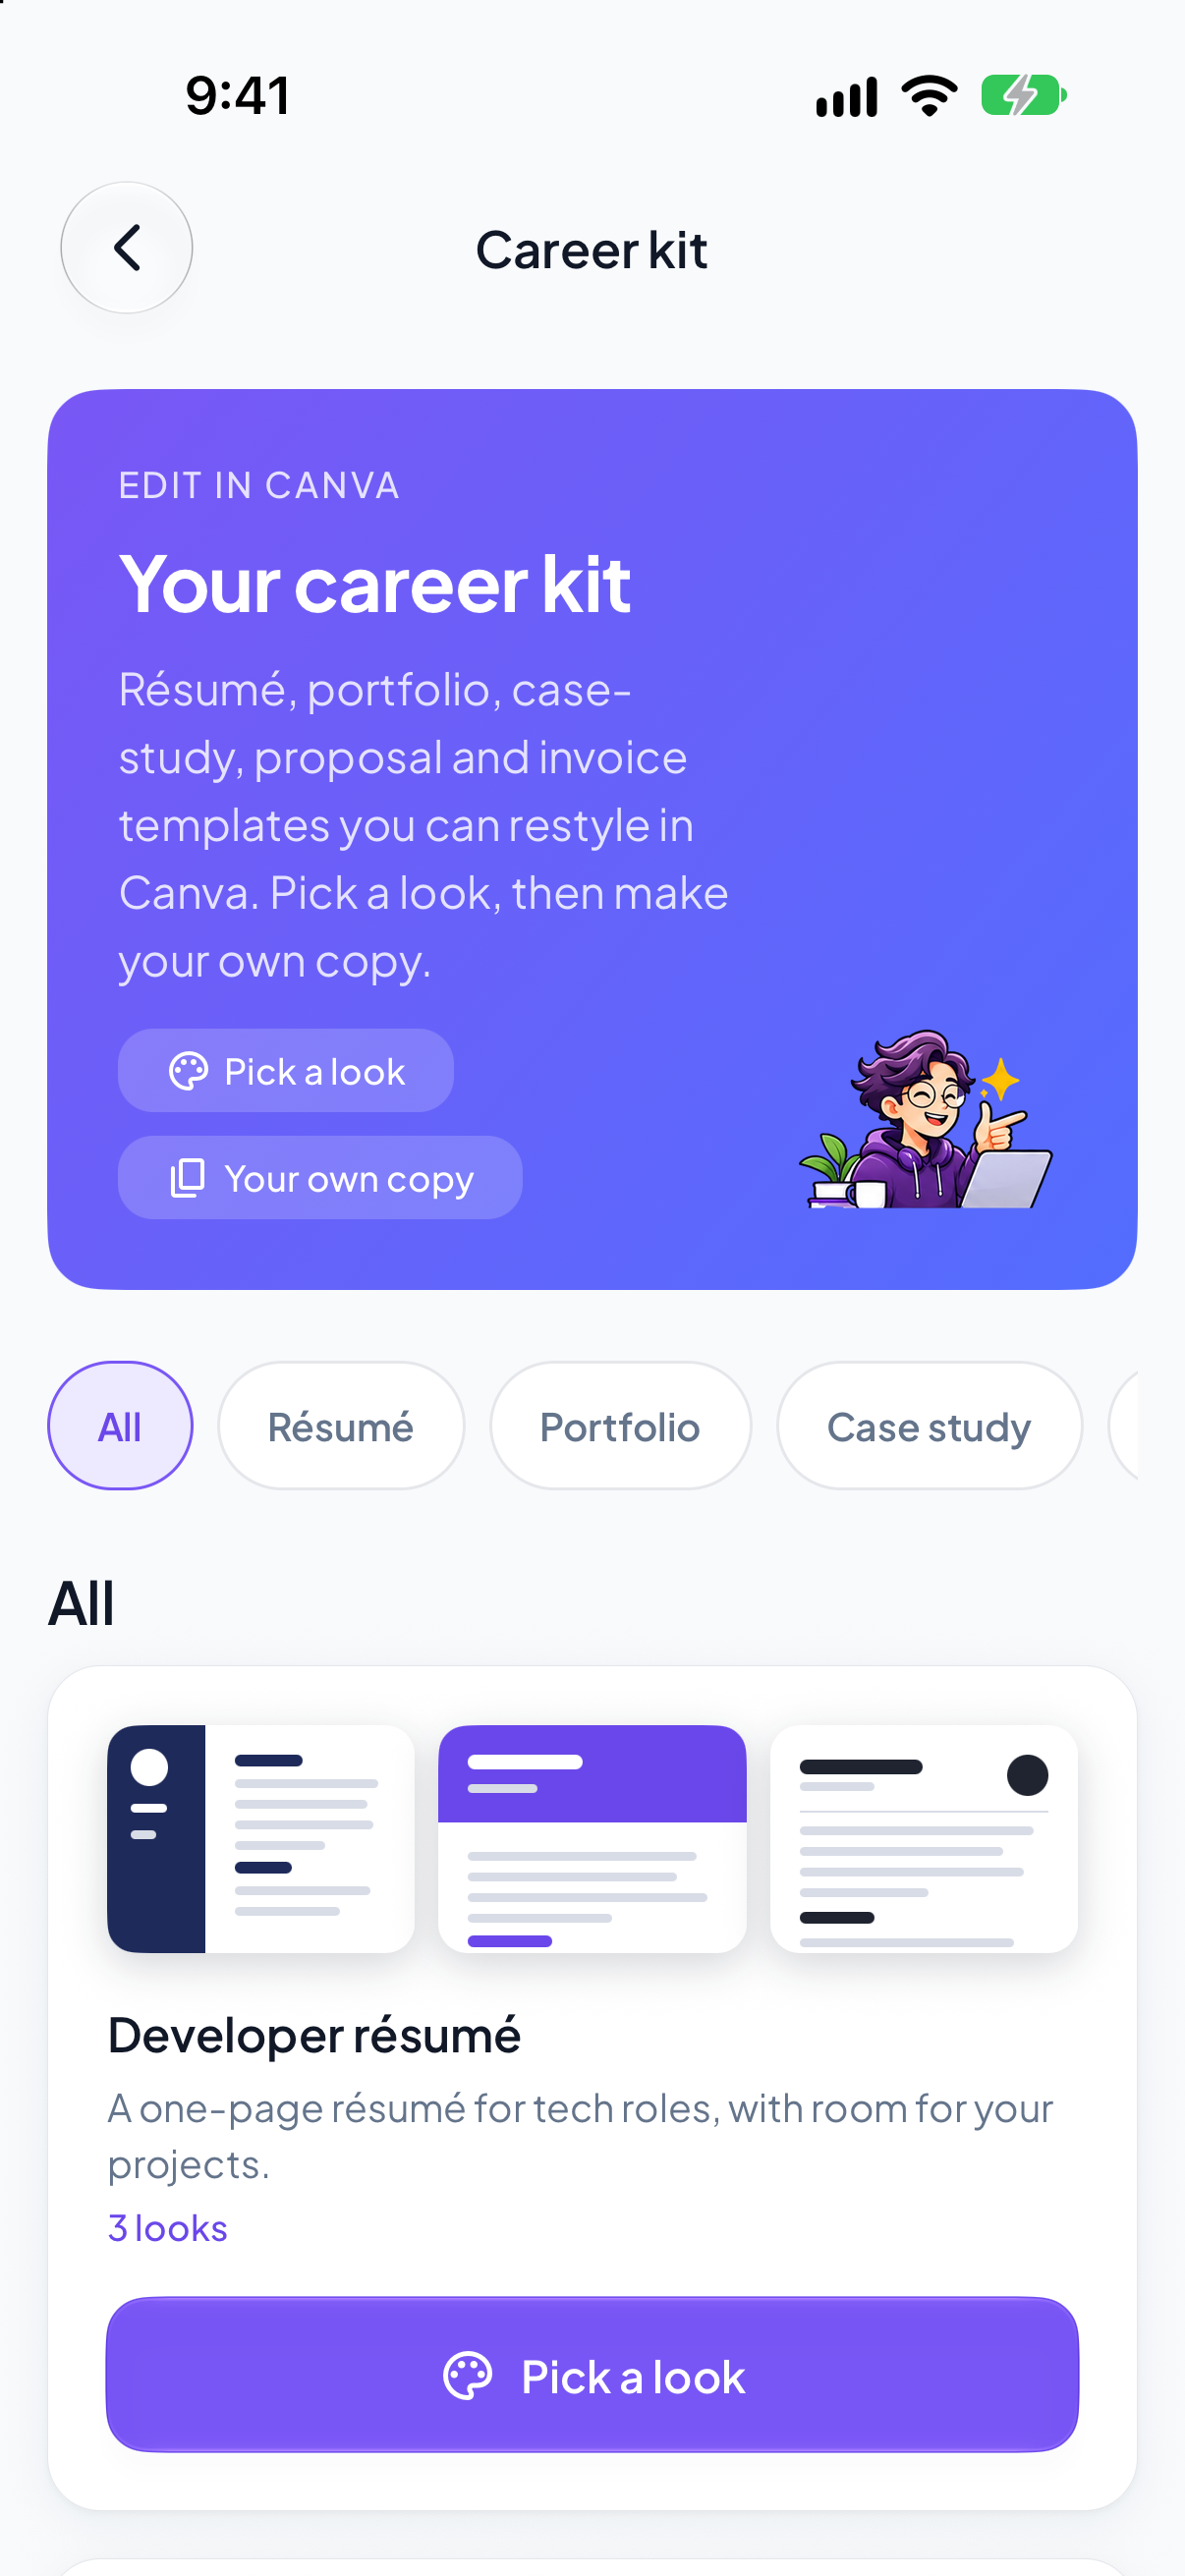 9:41
Career kit
EDIT IN CANVA
Your career kit
Résumé, portfolio, case-
study, proposal and invoice
templates you can restyle in
Canva. Pick a look, then make
your own copy.
Pick a look
Your own copy
All
Résumé
Portfolio
Case study
All
Developer résumé
A one-page résumé for tech roles, with room for your
projects.
3 looks
Pick a look